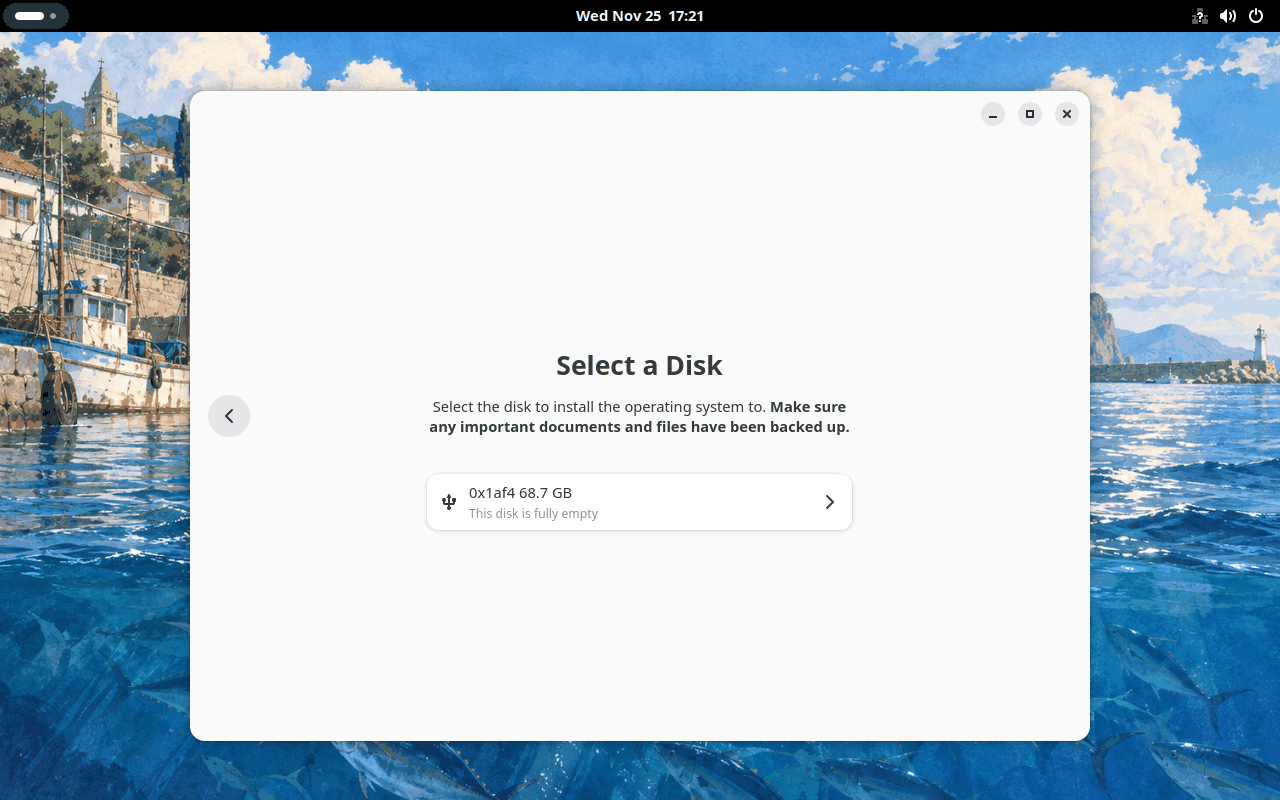 Wed Nov 25 17:21
Select a Disk
Select the disk to install the operating system to. Make sure
any important documents and files have been backed up.
0x1af4 68.7 GB
This disk is fully empty